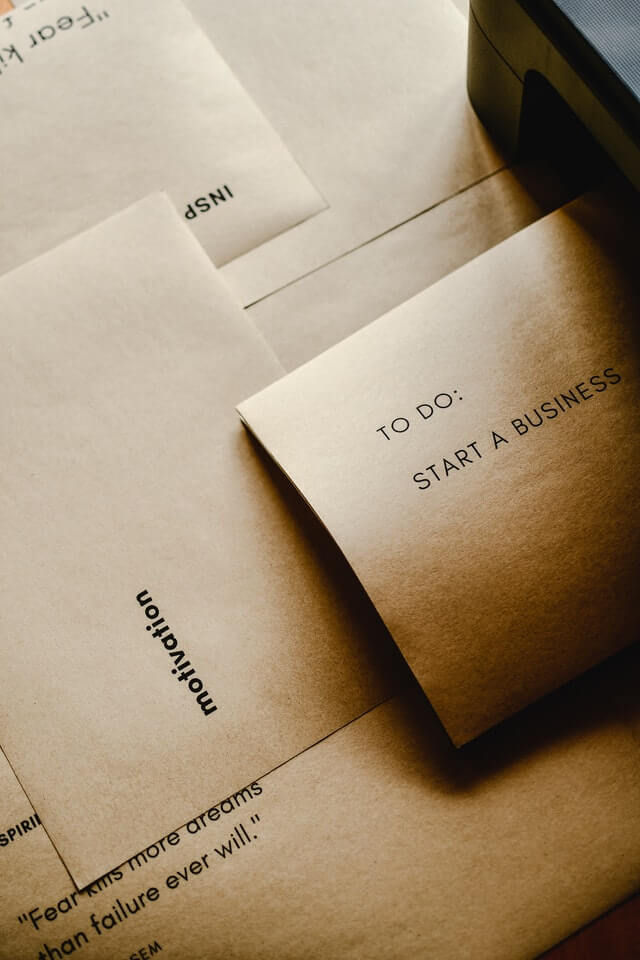 "Fear ki
INSP
TO DO:
START A BUSINESS
motivation
SPIRI
"Fear kills more dreams
than failure ever will."
SEM